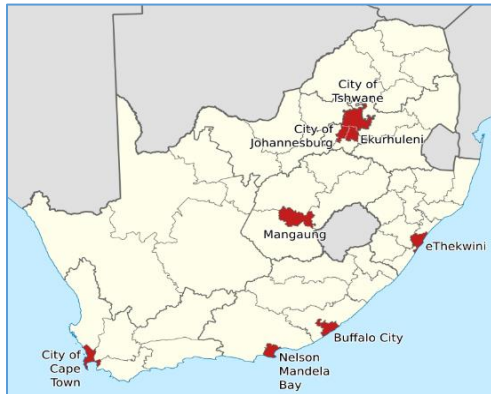 City of
Tshwane
City of
Johannesburg
Ekurhuleni
Mangaung
eThekwini
Buffalo City
Nelson
Mandela
Bay
City of
Cape
Town